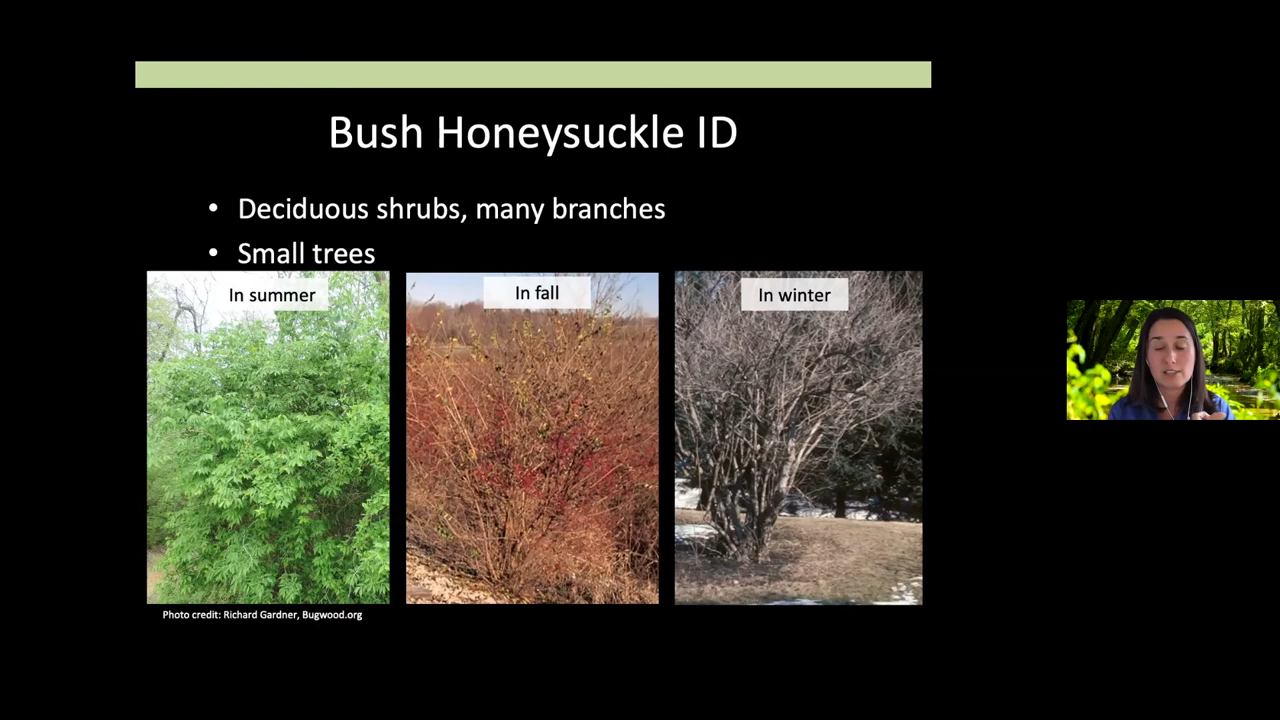 Bush Honeysuckle ID
• Deciduous shrubs, many branches
• Small trees
In summer
In fall
In winter
Photo credit: Richard Gardner, Bugwood.org